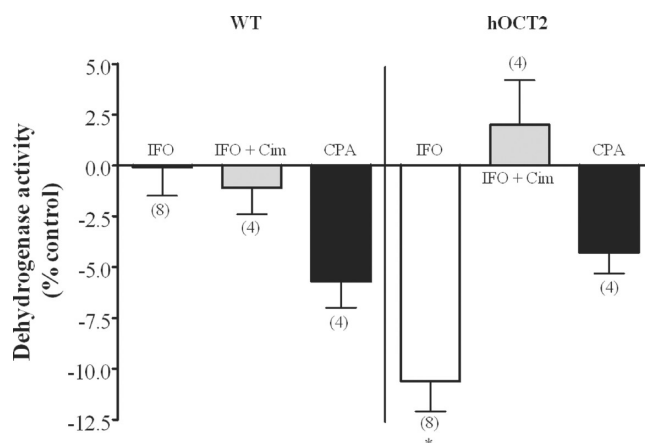 WT hOCT2
Dehydrogenase activity
(% control)
5.0
2.5
0.0
-2.5
-5.0
-7.5
-10.0
-12.5
IFO IFO + Cim CPA
(8) (4) (4)
IFO IFO + Cim CPA
(8) (4) (4)
*